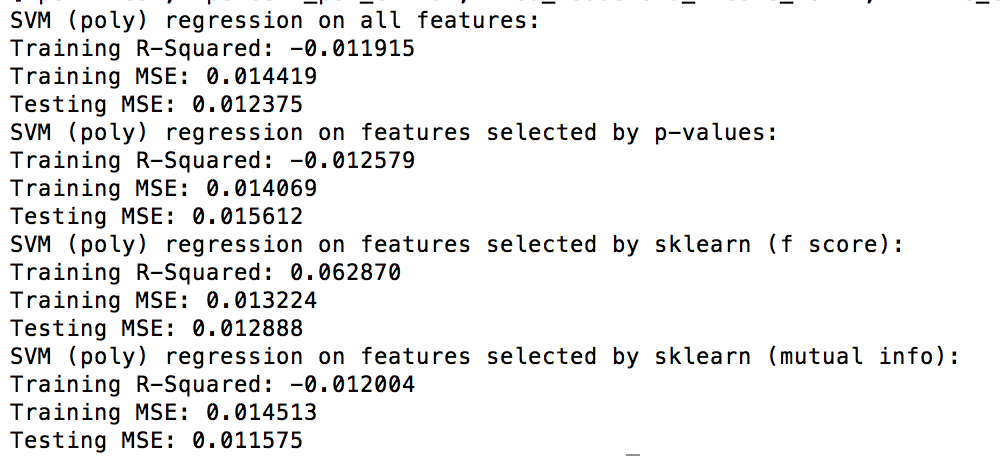 SVM (poly) regression on all features:
Training R-Squared: -0.011915
Training MSE: 0.014419
Testing MSE: 0.012375
SVM (poly) regression on features selected by p-values:
Training R-Squared: -0.012579
Training MSE: 0.014069
Testing MSE: 0.015612
SVM (poly) regression on features selected by sklearn (f score):
Training R-Squared: 0.062870
Training MSE: 0.013224
Testing MSE: 0.012888
SVM (poly) regression on features selected by sklearn (mutual info):
Training R-Squared: -0.012004
Training MSE: 0.014513
Testing MSE: 0.011575